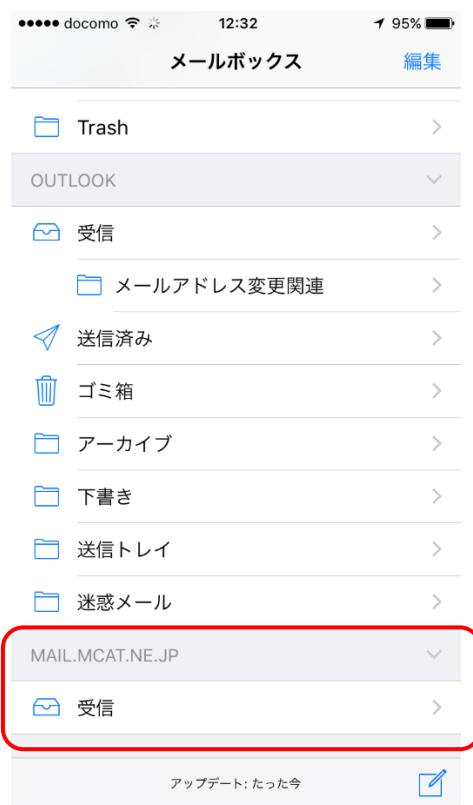 docomo 12:32 95%
メールボックス 編集
Trash
OUTLOOK
受信
メールアドレス変更関連
送信済み
ゴミ箱
アーカイブ
下書き
送信トレイ
迷惑メール
MAIL.MCAT.NE.JP
受信
アップデート: たった今